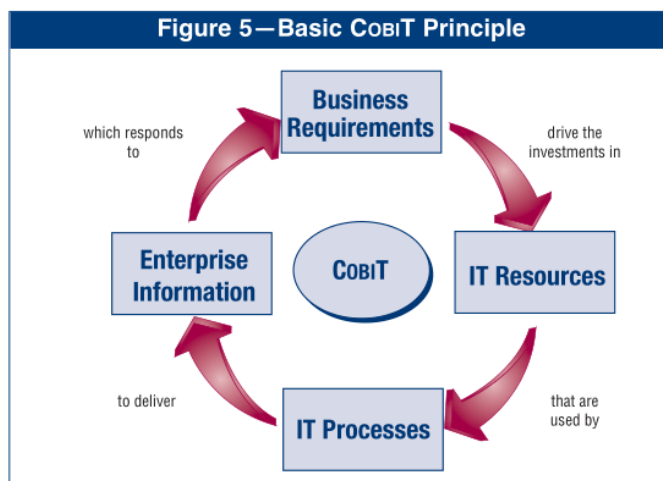 Figure 5—Basic COBIT Principle
Business
Requirements
which responds
to
drive the
investments in
Enterprise
Information
COBIT
IT Resources
to deliver
IT Processes
that are
used by